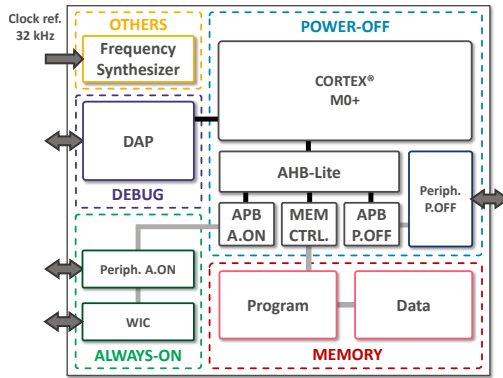 Clock ref.
32 kHz
OTHERS
Frequency
Synthesizer
POWER-OFF
CORTEX®
M0+
DAP
DEBUG
AHB-Lite
APB
A.ON
MEM
CTRL.
APB
P.OFF
Periph.
P.OFF
Periph. A.ON
WIC
ALWAYS-ON
Program
Data
MEMORY